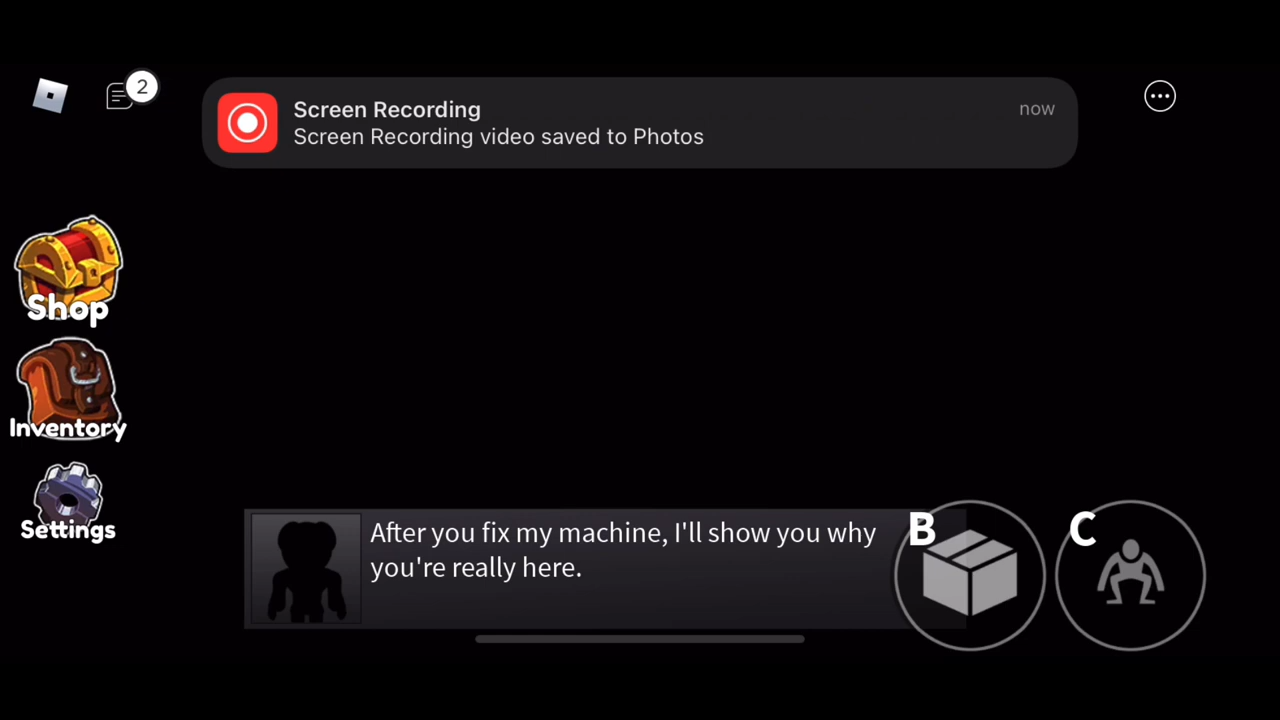 2
Screen Recording
now
Screen Recording video saved to Photos
Shop
Inventory
Settings
After you fix my machine, I'll show you why
you're really here.
B
C